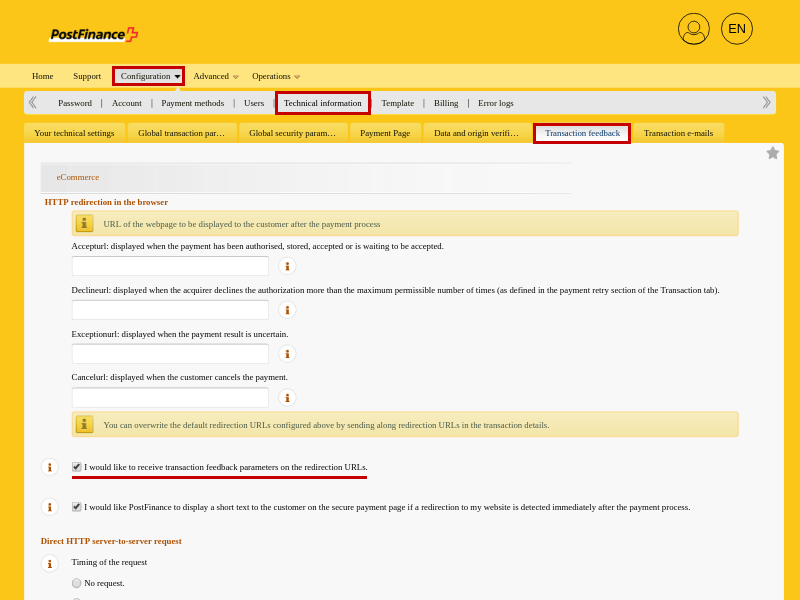 PostFinance
EN
Home Support Configuration Advanced Operations
Password | Account | Payment methods | Users | Technical information | Template | Billing | Error logs
Your technical settings Global transaction par… Global security param… Payment Page Data and origin verifi… Transaction feedback Transaction e-mails
eCommerce
HTTP redirection in the browser
URL of the webpage to be displayed to the customer after the payment process
Accepturl: displayed when the payment has been authorised, stored, accepted or is waiting to be accepted.
Declineurl: displayed when the acquirer declines the authorization more than the maximum permissible number of times (as defined in the payment retry section of the Transaction tab).
Exceptionurl: displayed when the payment result is uncertain.
Cancelurl: displayed when the customer cancels the payment.
You can overwrite the default redirection URLs configured above by sending along redirection URLs in the transaction details.
I would like to receive transaction feedback parameters on the redirection URLs.
I would like PostFinance to display a short text to the customer on the secure payment page if a redirection to my website is detected immediately after the payment process.
Direct HTTP server-to-server request
Timing of the request
No request.